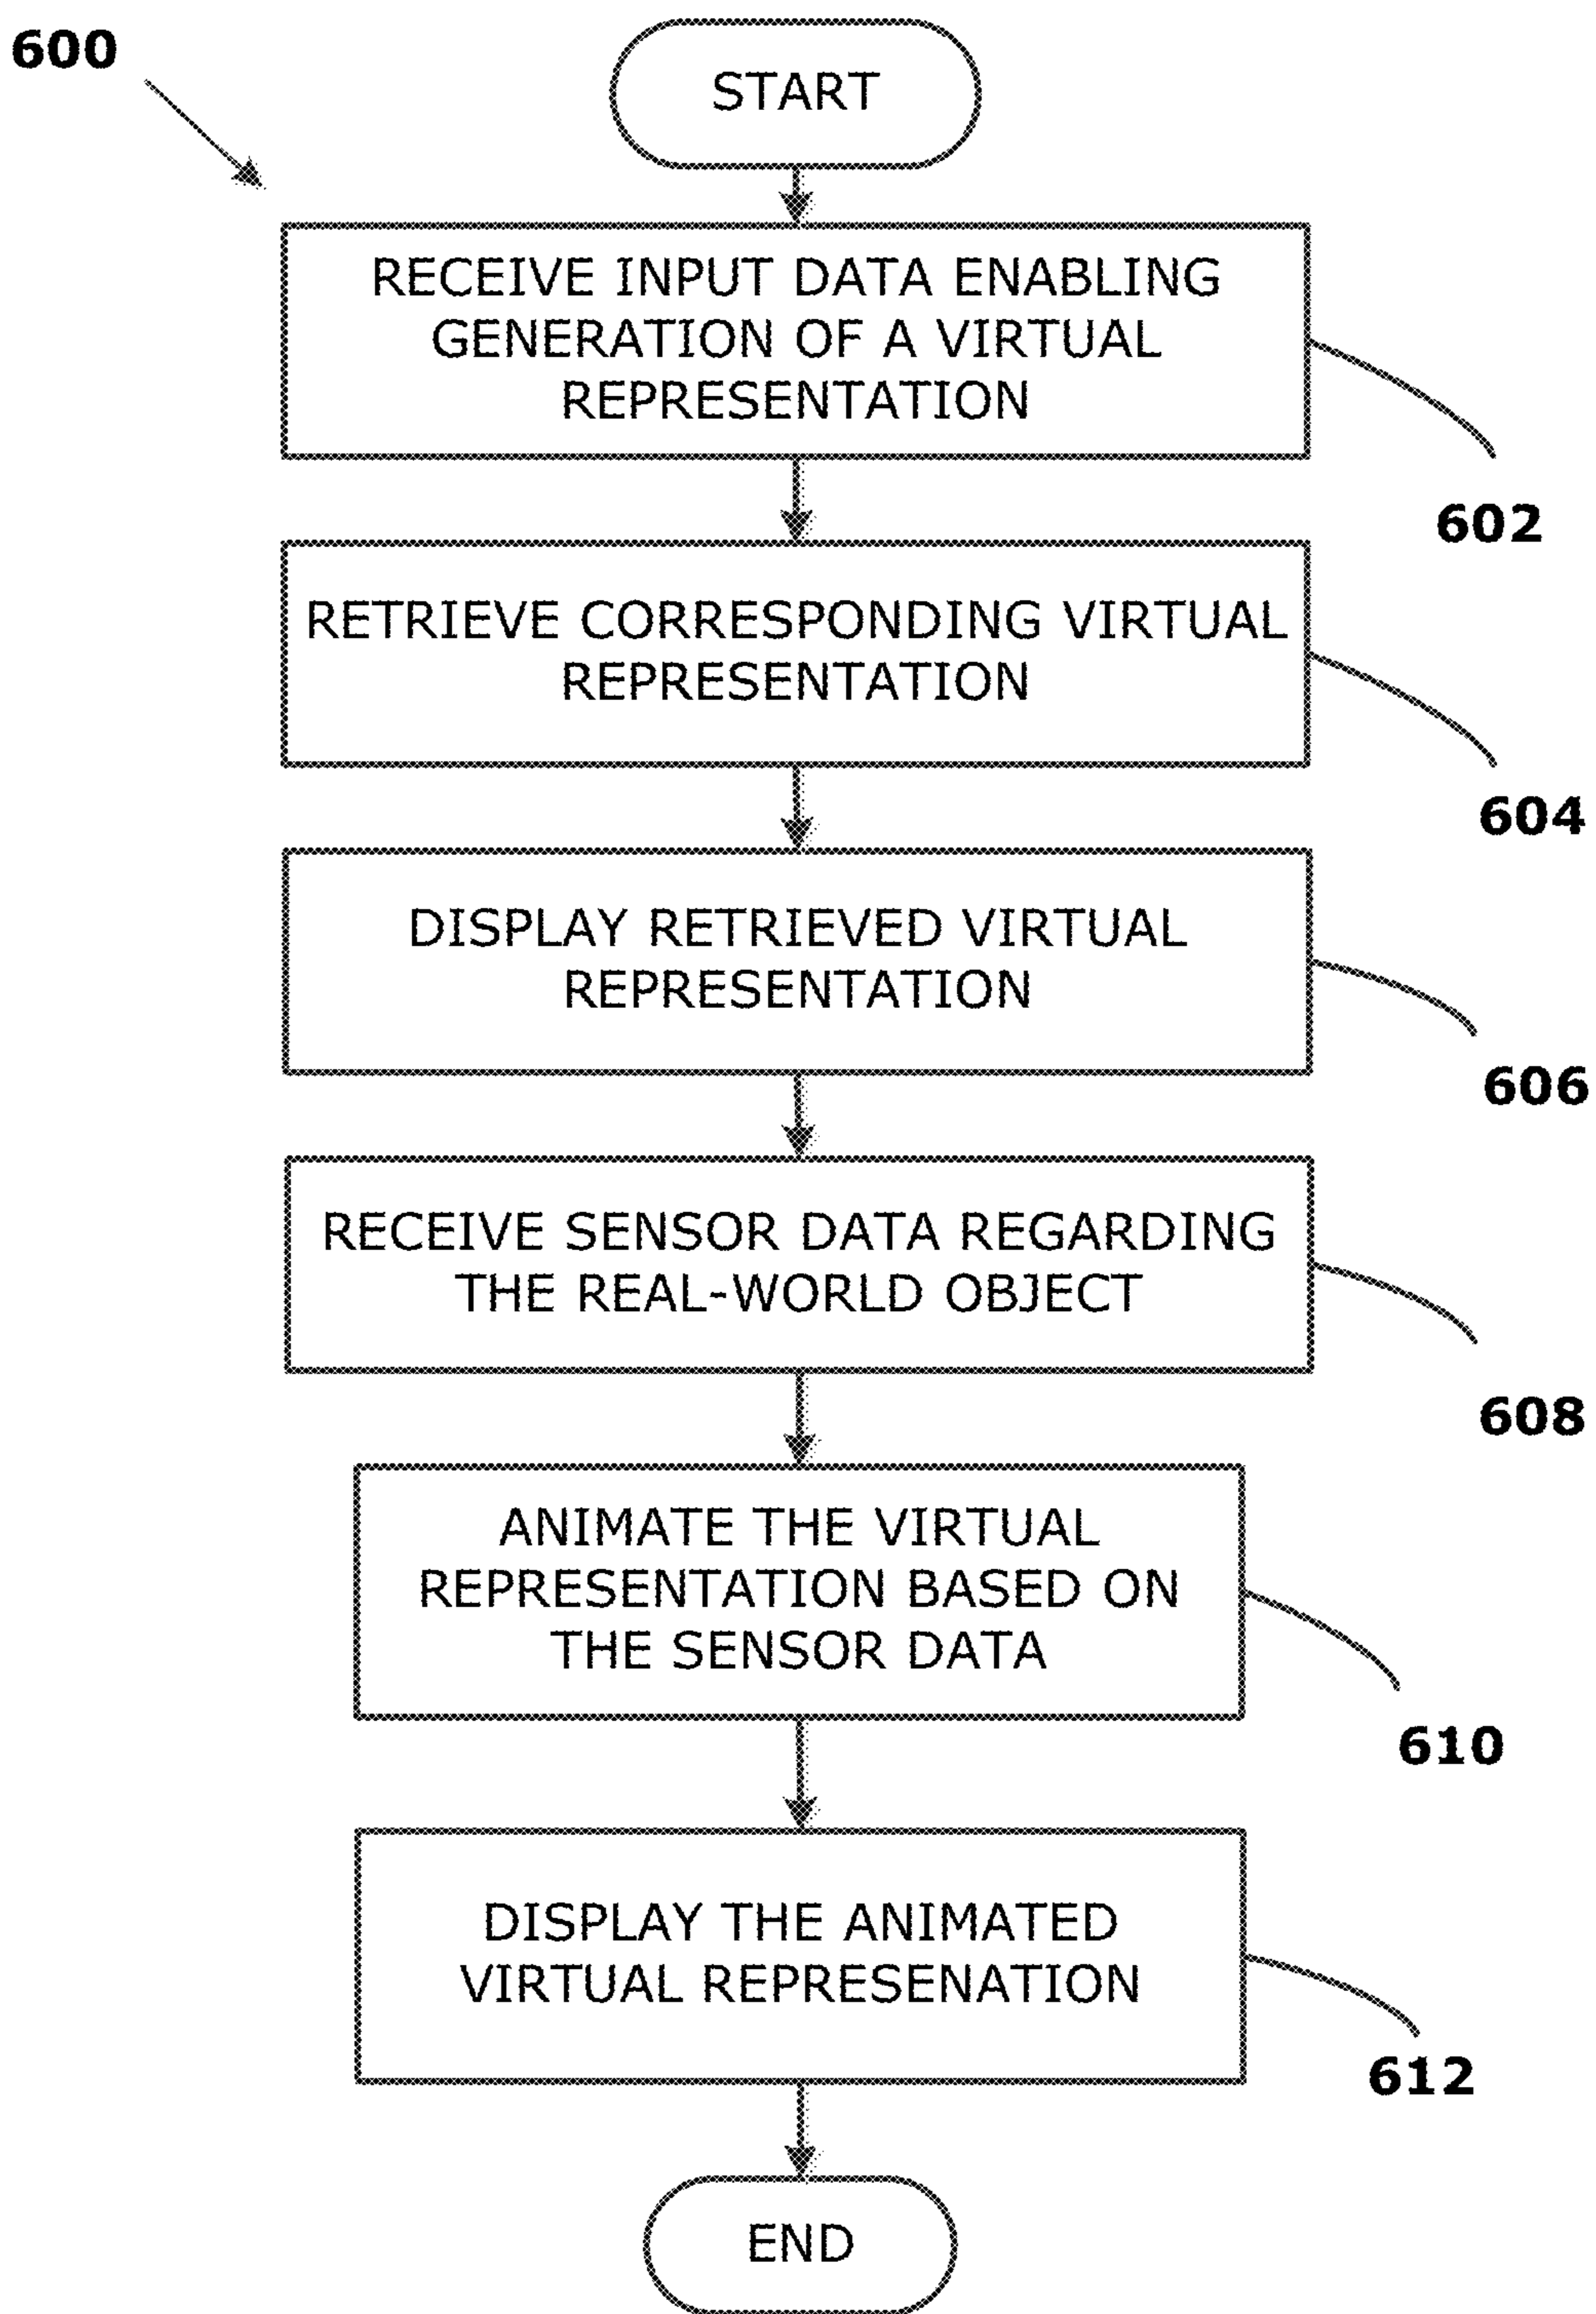 600
START
RECEIVE INPUT DATA ENABLING
GENERATION OF A VIRTUAL
REPRESENTATION
602
RETRIEVE CORRESPONDING VIRTUAL
REPRESENTATION
604
DISPLAY RETRIEVED VIRTUAL
REPRESENTATION
606
RECEIVE SENSOR DATA REGARDING
THE REAL-WORLD OBJECT
608
ANIMATE THE VIRTUAL
REPRESENTATION BASED ON
THE SENSOR DATA
610
DISPLAY THE ANIMATED
VIRTUAL REPRESENATION
612
END